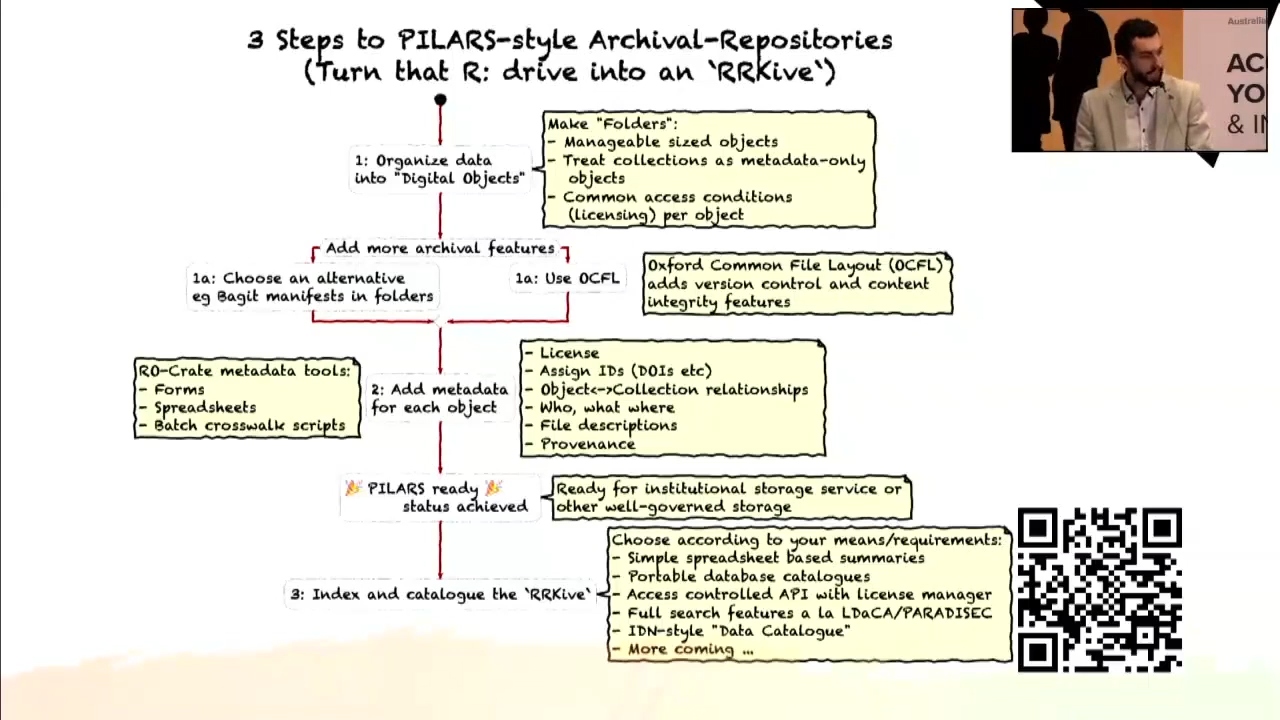 3 Steps to PILARS-style Archival-Repositories
(Turn that R: drive into an `RRKive`)
Make "Folders":
- Manageable sized objects
- Treat collections as metadata-only
objects
- Common access conditions
(licensing) per object
1: Organize data
into "Digital Objects"
Add more archival features
1a: Choose an alternative
eg Bagit manifests in folders
1a: Use OCFL
Oxford Common File Layout (OCFL)
adds version control and content
integrity features
RO-Crate metadata tools:
- Forms
- Spreadsheets
- Batch crosswalk scripts
2: Add metadata
for each object
- License
- Assign IDs (DOIs etc)
- Object<->Collection relationships
- Who, what where
- File descriptions
- Provenance
🎉 PILARS ready 🎉
status achieved
Ready for institutional storage service or
other well-governed storage
3: Index and catalogue the `RRKive`
Choose according to your means/requirements:
- Simple spreadsheet based summaries
- Portable database catalogues
- Access controlled API with license manager
- Full search features a la LDaCA/PARADISEC
- IDN-style "Data Catalogue"
- More coming ...
Australia
AC
YO
& IN